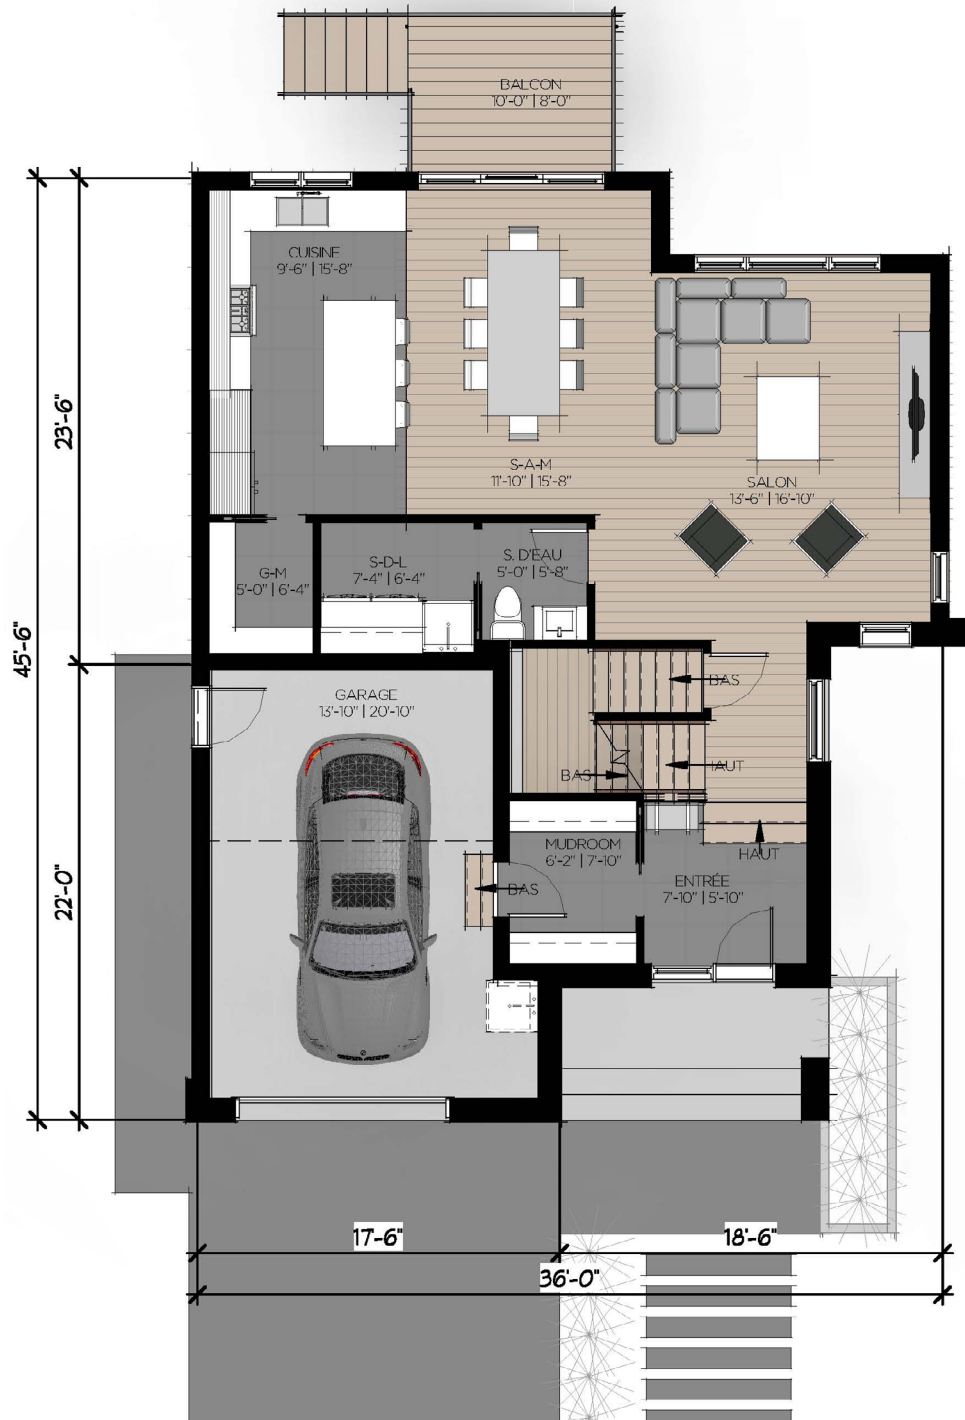 BALCON
10'-0" | 8'-0"
CUISINE
9'-6" | 15'-8"
23'-6"
S-A-M
11'-10" | 15'-8"
SALON
13'-6" | 16'-10"
G-M
5'-0" | 6'-4"
S-D-L
7'-4" | 6'-4"
S. D'EAU
5'-0" | 5'-8"
45'-6"
GARAGE
13'-10" | 20'-10"
BAS
BAS
HAUT
MUDROOM
6'-2" | 7'-10"
HAUT
22'-0"
BAS
ENTRÉE
7'-10" | 5'-10"
17'-6"
18'-6"
36'-0"